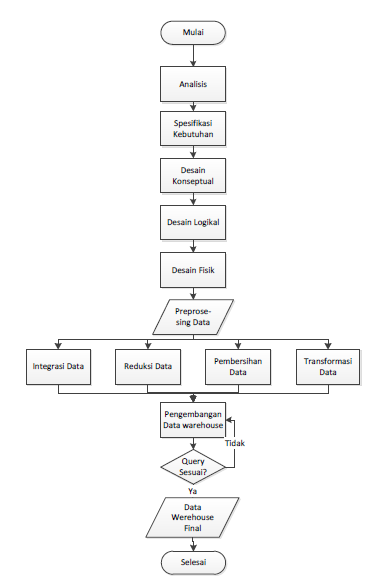 Mulai
Analisis
Spesifikasi
Kebutuhan
Desain
Konseptual
Desain Logikal
Desain Fisik
Preprose-
sing Data
Integrasi Data
Reduksi Data
Pembersihan
Data
Transformasi
Data
Pengembangan
Data warehouse
Tidak
Query
Sesuai?
Ya
Data
Werehouse
Final
Selesai